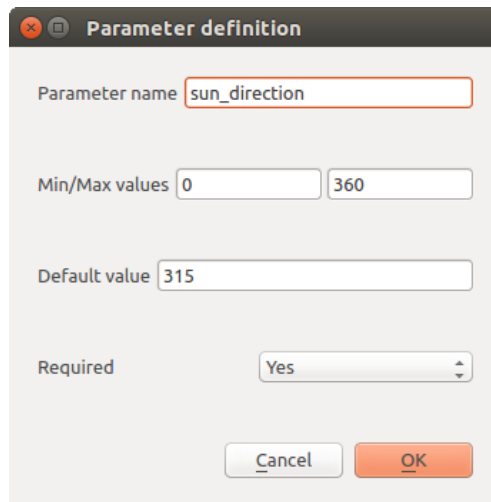 Parameter definition
Parameter name sun_direction
Min/Max values 0 360
Default value 315
Required Yes
Cancel OK